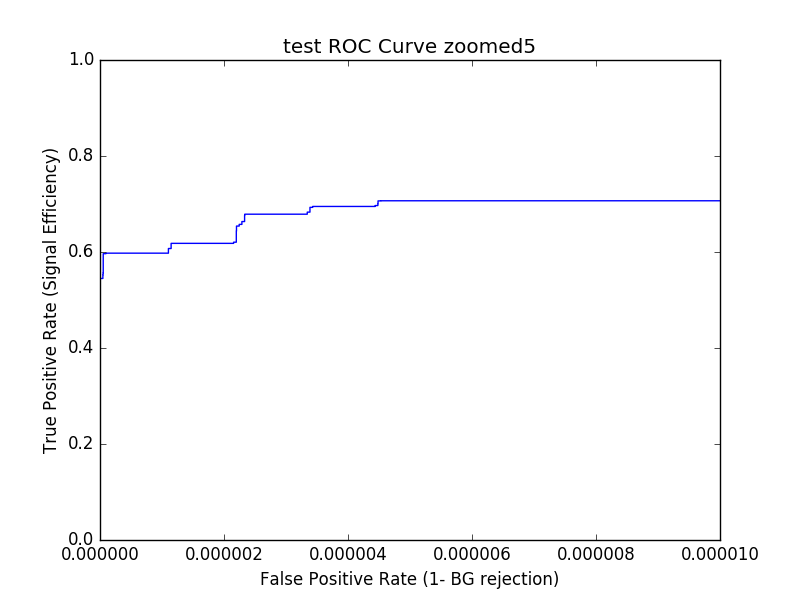 test ROC Curve zoomed5
1.0
0.8
0.6
0.4
0.2
0.0
True Positive Rate (Signal Efficiency)
0.000000 0.000002 0.000004 0.000006 0.000008 0.000010
False Positive Rate (1- BG rejection)